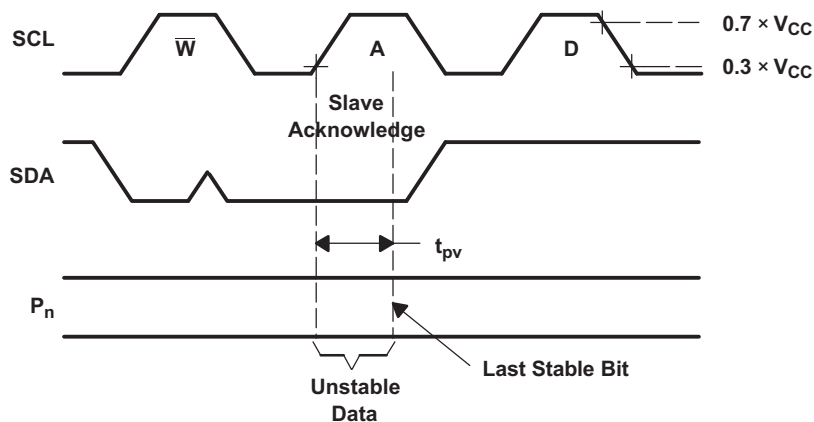 SCL
W̅
A
D
0.7 × VCC
0.3 × VCC
Slave
Acknowledge
SDA
tpv
Pn
Last Stable Bit
Unstable
Data